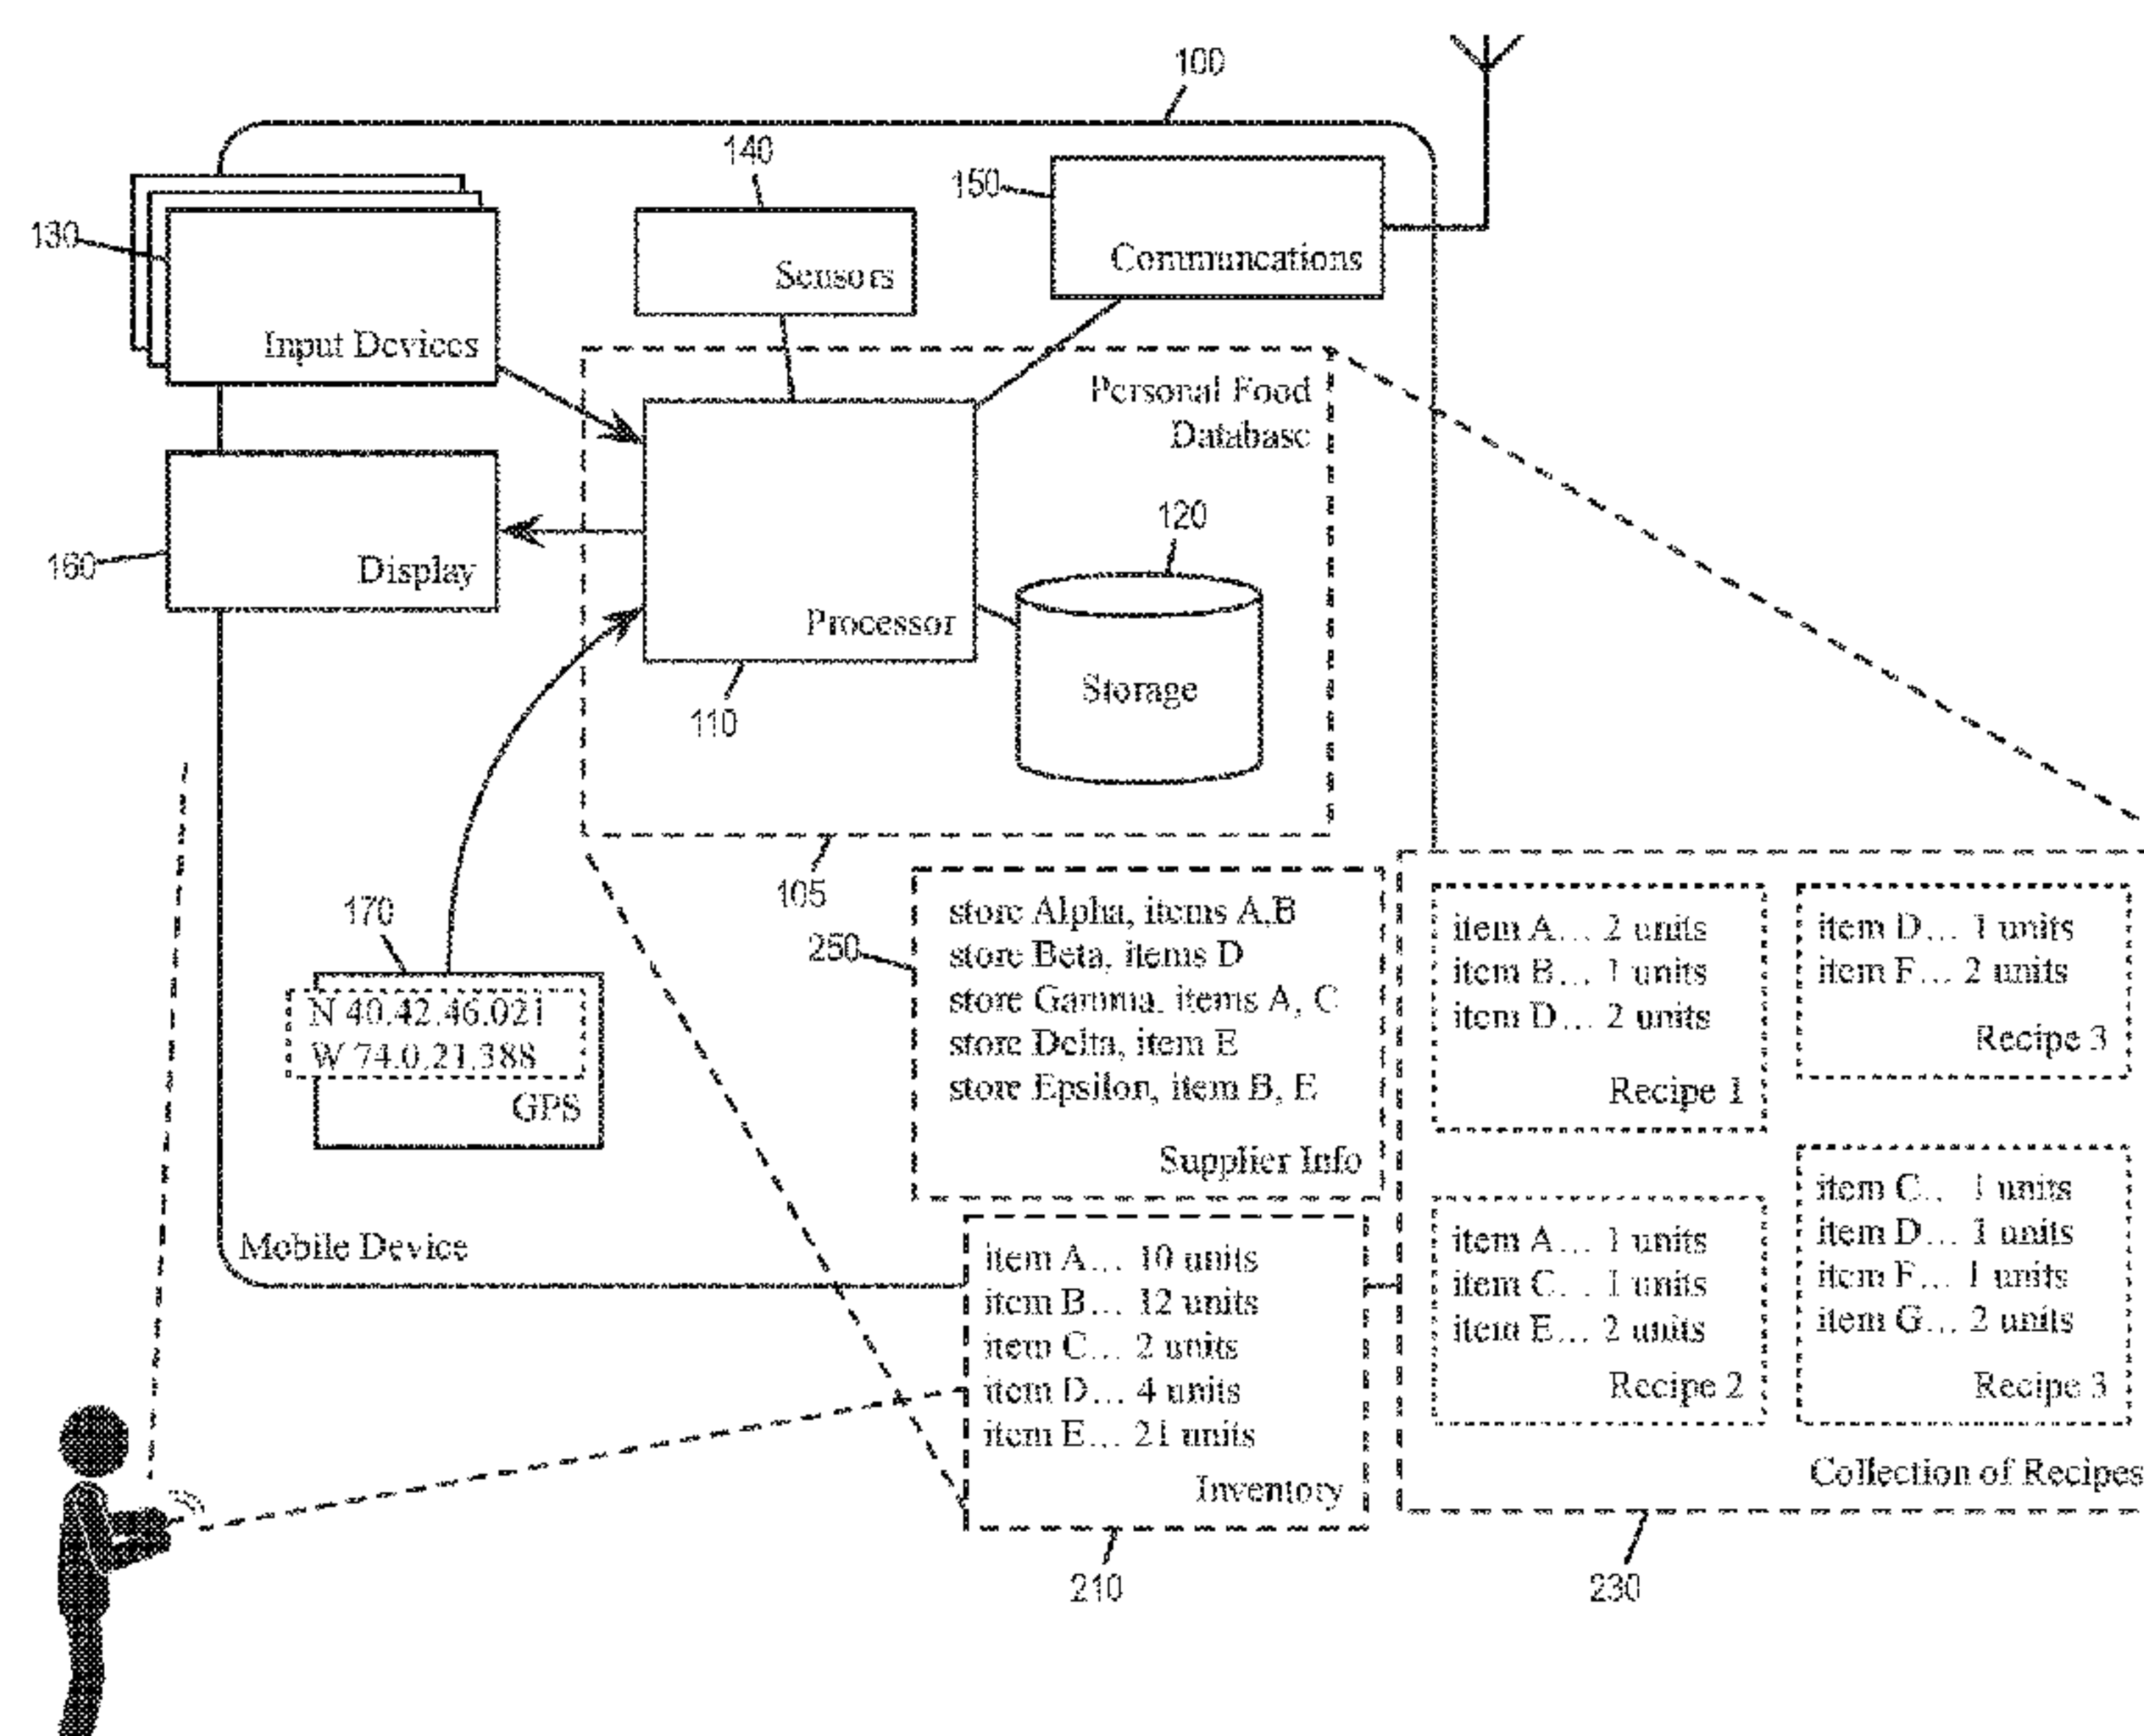 100
140
150
130
Sensors
Communcations
Input Devices
Personal Food
Database
120
160
Display
Processor
Storage
110
105
170
N 40.42.46.021
W 74.0.21.388
GPS
250
store Alpha, items A,B
store Beta, items D
store Gamma, items A, C
store Delta, item E
store Epsilon, item B, E
Supplier Info
item A... 2 units
item B... 1 units
item D... 2 units
Recipe 1
item D... 1 units
item F... 2 units
Recipe 3
item A... 1 units
item C... 1 units
item E... 2 units
Recipe 2
item C... 1 units
item D... 1 units
item F... 1 units
item G... 2 units
Recipe 3
Collection of Recipes
Mobile Device
item A... 10 units
item B... 12 units
item C... 2 units
item D... 4 units
item E... 21 units
Inventory
210
230